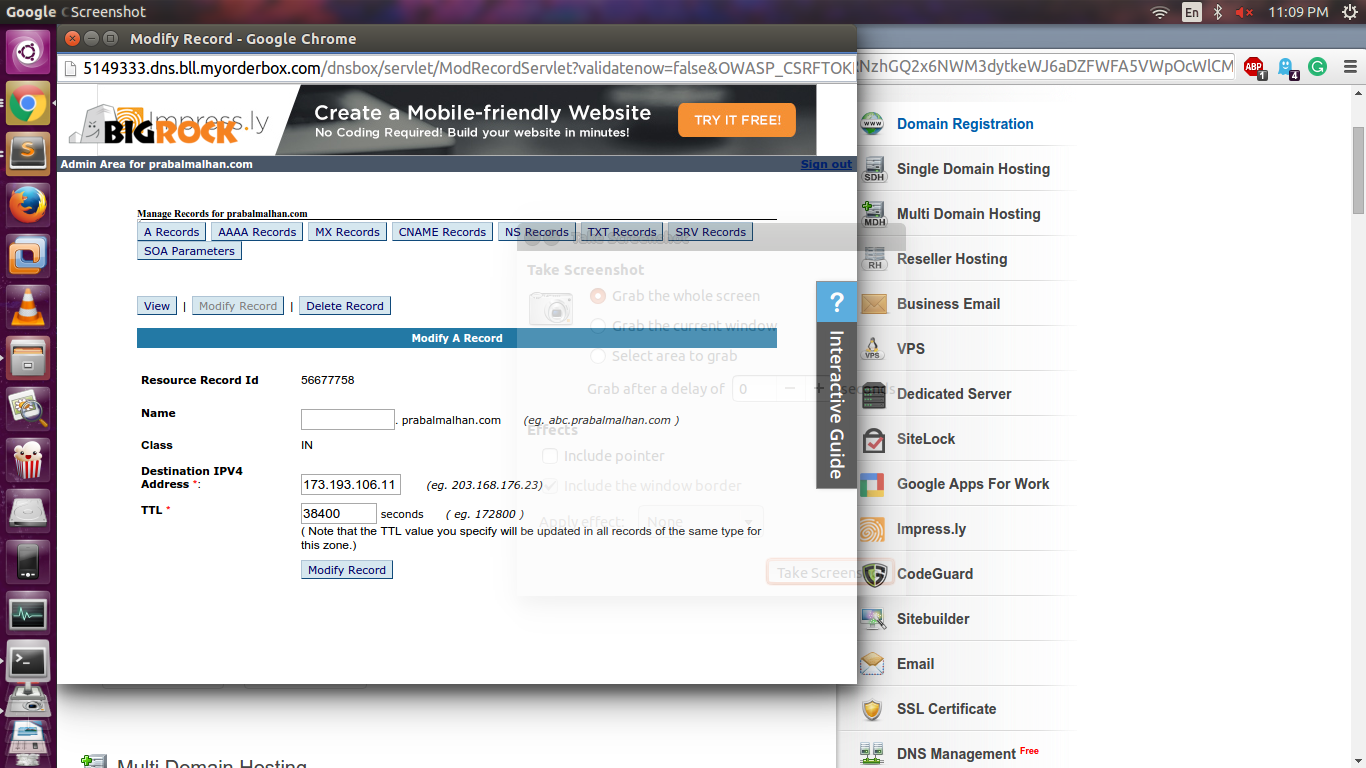 Google C Screenshot
En
11:09 PM
Modify Record - Google Chrome
5149333.dns.bll.myorderbox.com/dnsbox/servlet/ModRecordServlet?validatenow=false&OWASP_CSRFTOK
NzhGQ2x6NWM3dytkeWJ6aDZFWFA5VWpOcWlCM
ABP
1
4
Impress.ly
BIGROCK
Create a Mobile-friendly Website
No Coding Required! Build your website in minutes!
TRY IT FREE!
Admin Area for prabalmalhan.com
Sign out
Manage Records for prabalmalhan.com
A Records
AAAA Records
MX Records
CNAME Records
NS Records
TXT Records
SRV Records
SOA Parameters
Take Screenshot
View | Modify Record | Delete Record
Modify A Record
Resource Record Id 56677758
Name . prabalmalhan.com (eg. abc.prabalmalhan.com )
Class IN
Destination IPV4
Address *: 173.193.106.11 (eg. 203.168.176.23)
TTL * 38400 seconds ( eg. 172800 )
( Note that the TTL value you specify will be updated in all records of the same type for
this zone.)
Modify Record
Take Screenshot
Grab the whole screen
Grab the current window
Select area to grab
Grab after a delay of 0 − + seconds
Effects
Include pointer
Include the window border
Apply effect: None
Take Screens
?
Interactive Guide
WWW
Domain Registration
SDH
Single Domain Hosting
MDH
Multi Domain Hosting
RH
Reseller Hosting
Business Email
VPS
VPS
Dedicated Server
SiteLock
Google Apps For Work
Impress.ly
CodeGuard
Sitebuilder
Email
SSL Certificate
DNS Management Free
Multi Domain Hosting